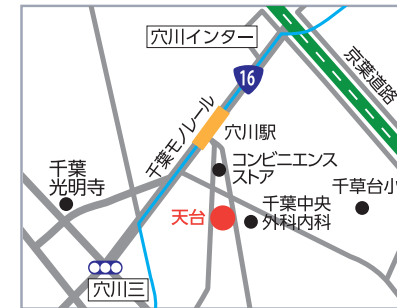 穴川インター
京葉道路
16
千葉モノレール
穴川駅
コンビニエンス
ストア
千葉
光明寺
千草台小
天台
千葉中央
外科内科
穴川三